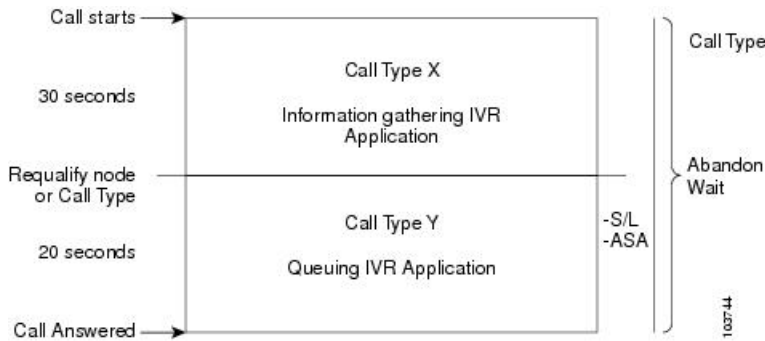 Call starts
30 seconds
Requalify node
or Call Type
20 seconds
Call Answered
Call Type X
Information gathering IVR
Application
Call Type Y
Queuing IVR Application
-S/L
-ASA
Call Type
Abandon
Wait
103744